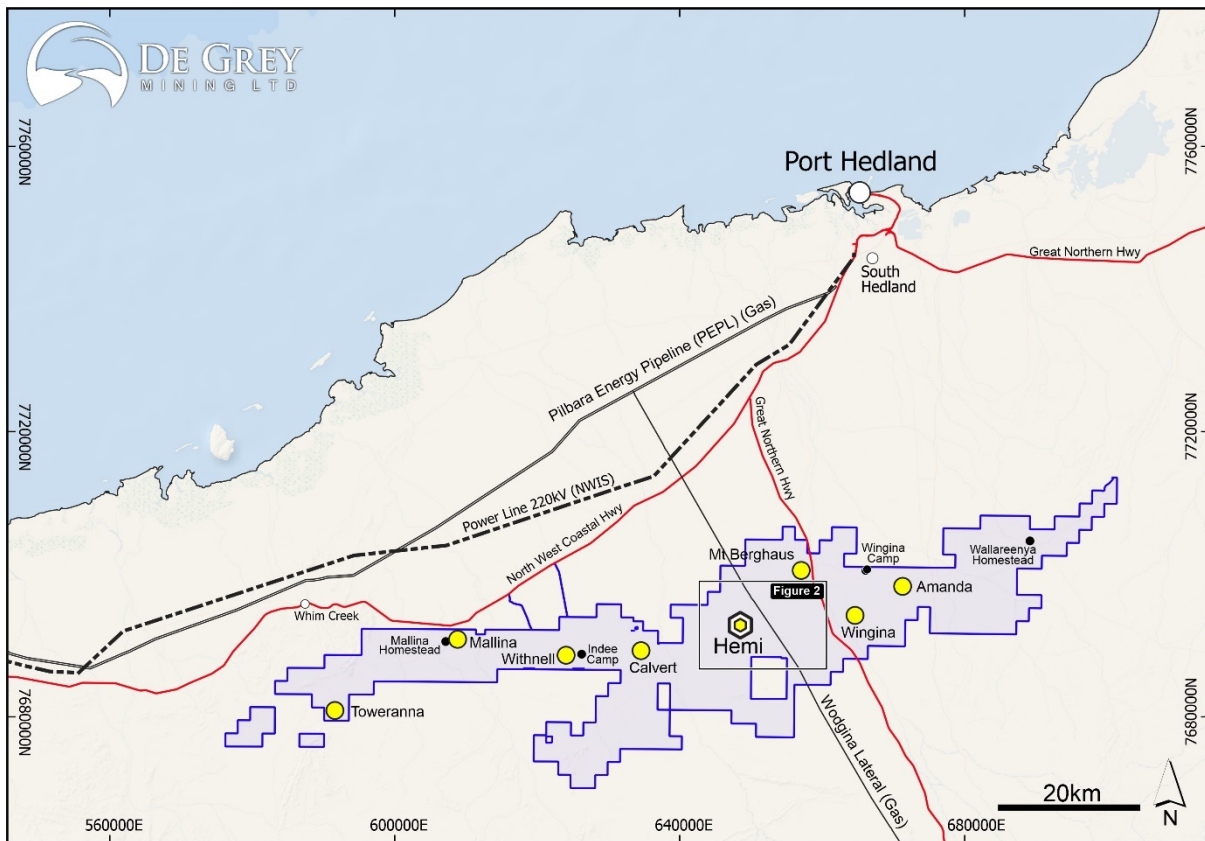 DE GREY
MINING LTD
560000E
600000E
640000E
680000E
7760000N
7760000N
7720000N
7720000N
7680000N
7680000N
Port Hedland
South
Hedland
Great Northern Hwy
Pilbara Energy Pipeline (PEPL) (Gas)
Great Northern Hwy
Power Line 220kV (NWIS)
North West Coastal Hwy
Whim Creek
Mt Berghaus
Wingina
Camp
Wallareenya
Homestead
Figure 2
Amanda
Hemi
Wingina
Mallina
Homestead
Mallina
Withnell
Indee
Camp
Calvert
Toweranna
Wodgina Lateral (Gas)
20km
N